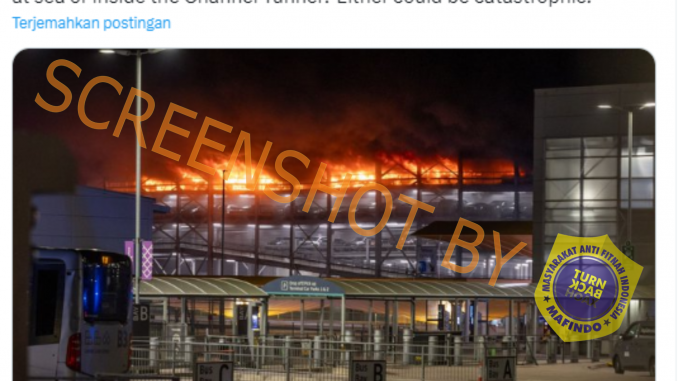 at sea or inside the Channel Tunnel? Either could be catastrophic.
Terjemahkan postingan
SCREENSHOT BY
MASYARAKAT ANTI FITNAH INDONESIA
TURN
BACK
HOAX
MAFINDO
B
C
B
A